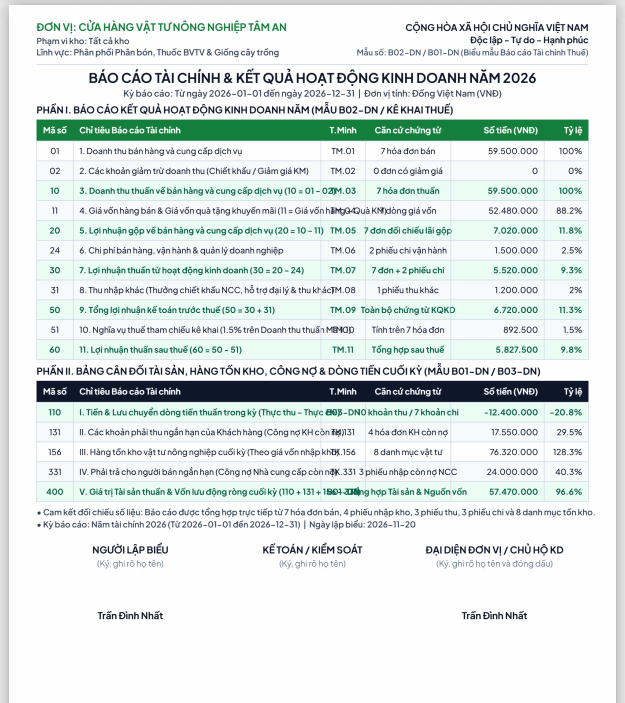 ĐƠN VỊ: CỬA HÀNG VẬT TƯ NÔNG NGHIỆP TÂM AN
Phạm vi kho: Tất cả kho
Lĩnh vực: Phân phối Phân bón, Thuốc BVTV & Giống cây trồng
CỘNG HÒA XÃ HỘI CHỦ NGHĨA VIỆT NAM
Độc lập - Tự do - Hạnh phúc
Mẫu số: B02-DN / B01-DN (Biểu mẫu Báo cáo Tài chính Thuế)
BÁO CÁO TÀI CHÍNH & KẾT QUẢ HOẠT ĐỘNG KINH DOANH NĂM 2026
Kỳ báo cáo: Từ ngày 2026-01-01 đến ngày 2026-12-31 | Đơn vị tính: Đồng Việt Nam (VNĐ)
PHẦN I. BÁO CÁO KẾT QUẢ HOẠT ĐỘNG KINH DOANH NĂM (MẪU B02-DN / KÊ KHAI THUẾ)
Mã số Chỉ tiêu Báo cáo Tài chính T.Minh Căn cứ chứng từ Số tiền (VNĐ) Tỷ lệ
01 1. Doanh thu bán hàng và cung cấp dịch vụ TM.01 7 hóa đơn bán 59.500.000 100%
02 2. Các khoản giảm trừ doanh thu (Chiết khấu / Giảm giá KM) TM.02 0 đơn có giảm giá 0 0%
10 3. Doanh thu thuần về bán hàng và cung cấp dịch vụ (10 = 01 - 02) TM.03 7 hóa đơn thuần 59.500.000 100%
11 4. Giá vốn hàng bán & Giá vốn quà tặng khuyến mãi (11 = Giá vốn hàng + Quà KM) TM.04 7 dòng giá vốn 52.480.000 88.2%
20 5. Lợi nhuận gộp về bán hàng và cung cấp dịch vụ (20 = 10 - 11) TM.05 7 đơn đối chiếu lãi gộp 7.020.000 11.8%
24 6. Chi phí bán hàng, vận hành & quản lý doanh nghiệp TM.06 2 phiếu chi vận hành 1.500.000 2.5%
30 7. Lợi nhuận thuần từ hoạt động kinh doanh (30 = 20 - 24) TM.07 7 đơn + 2 phiếu chi 5.520.000 9.3%
31 8. Thu nhập khác (Thưởng chiết khấu NCC, hỗ trợ đại lý & thu khác) TM.08 1 phiếu thu khác 1.200.000 2%
50 9. Tổng lợi nhuận kế toán trước thuế (50 = 30 + 31) TM.09 Toàn bộ chứng từ KQKD 6.720.000 11.3%
51 10. Nghĩa vụ thuế tham chiếu kê khai (1.5% trên Doanh thu thuần TM.10 Tính trên 7 hóa đơn 892.500 1.5%
60 11. Lợi nhuận sau thuế (60 = 50 - 51) TM.11 Tổng hợp sau thuế 5.827.500 9.8%
PHẦN II. BẢNG CÂN ĐỐI TÀI SẢN, HÀNG TỒN KHO, CÔNG NỢ & DÒNG TIỀN CUỐI KỲ (MẪU B01-DN / B03-DN)
Mã số Chỉ tiêu Báo cáo Tài chính T.Minh Căn cứ chứng từ Số tiền (VNĐ) Tỷ lệ
110 I. Tiền & Lưu chuyển dòng tiền thuần trong kỳ (Thực thu - Thực chi) B03-DN 10 khoản thu / 7 khoản chi -12.400.000 -20.8%
131 II. Các khoản phải thu ngắn hạn của Khách hàng (Công nợ KH còn nợ) TK.131 4 hóa đơn KH còn nợ 17.550.000 29.5%
156 III. Hàng tồn kho vật tư nông nghiệp cuối kỳ (Theo giá vốn nhập kho) TK.156 8 danh mục vật tư 76.320.000 128.3%
331 IV. Phải trả cho người bán ngắn hạn (Công nợ Nhà cung cấp còn nợ) TK.331 3 phiếu nhập còn nợ NCC 24.000.000 40.3%
400 V. Giá trị Tài sản thuần & Vốn lưu động ròng cuối kỳ (110 + 131 + 156 - 331) Tổng hợp Tài sản & Nguồn vốn 57.470.000 96.6%
• Cam kết đối chiếu số liệu: Báo cáo được tổng hợp trực tiếp từ 7 hóa đơn bán, 4 phiếu nhập kho, 3 phiếu thu, 3 phiếu chi và 8 danh mục tồn kho.
• Kỳ báo cáo: Năm tài chính 2026 (Từ 2026-01-01 đến 2026-12-31) | Ngày lập biểu: 2026-11-20
NGƯỜI LẬP BIỂU KẾ TOÁN / KIỂM SOÁT ĐẠI DIỆN ĐƠN VỊ / CHỦ HỘ KD
(Ký, ghi rõ họ tên) (Ký, ghi rõ họ tên) (Ký, ghi rõ họ tên và đóng dấu)
Trần Đình Nhất Trần Đình Nhất